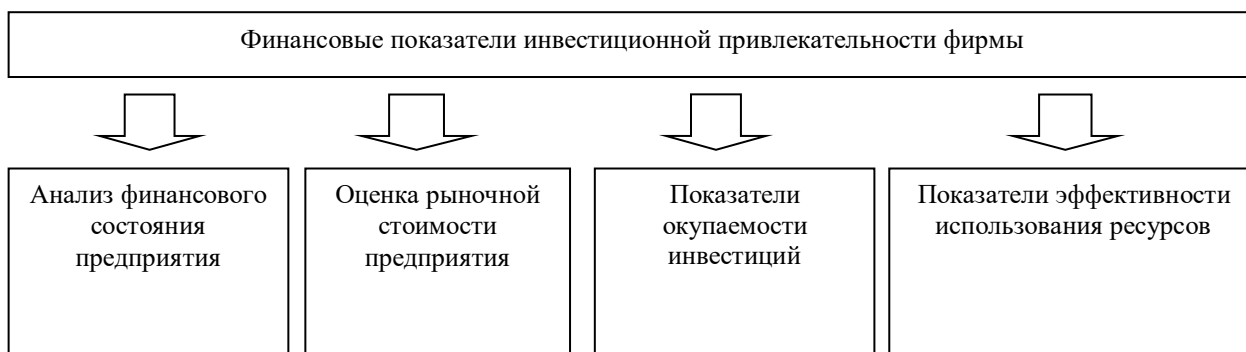 Финансовые показатели инвестиционной привлекательности фирмы
Анализ финансового
состояния
предприятия
Оценка рыночной
стоимости
предприятия
Показатели
окупаемости
инвестиций
Показатели эффективности
использования ресурсов